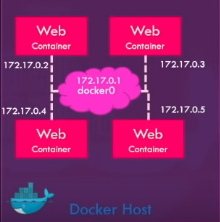 Web
Container
Web
Container
172.17.0.2
172.17.0.3
172.17.0.1
docker0
172.17.0.4
172.17.0.5
Web
Container
Web
Container
Docker Host